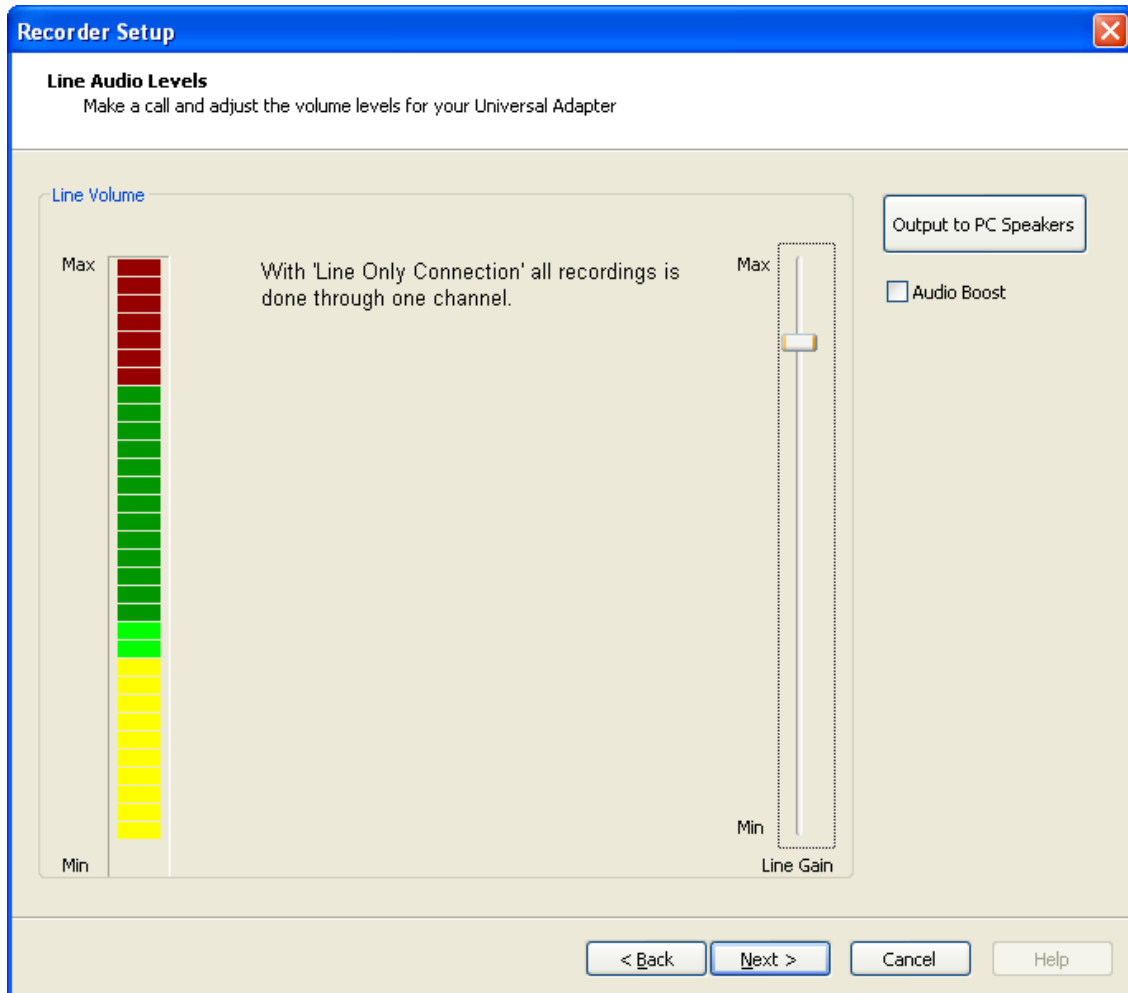 Recorder Setup
Line Audio Levels
Make a call and adjust the volume levels for your Universal Adapter
Line Volume
Output to PC Speakers
Max
With 'Line Only Connection' all recordings is
done through one channel.
Max
Audio Boost
Min
Min
Line Gain
< Back
Next >
Cancel
Help